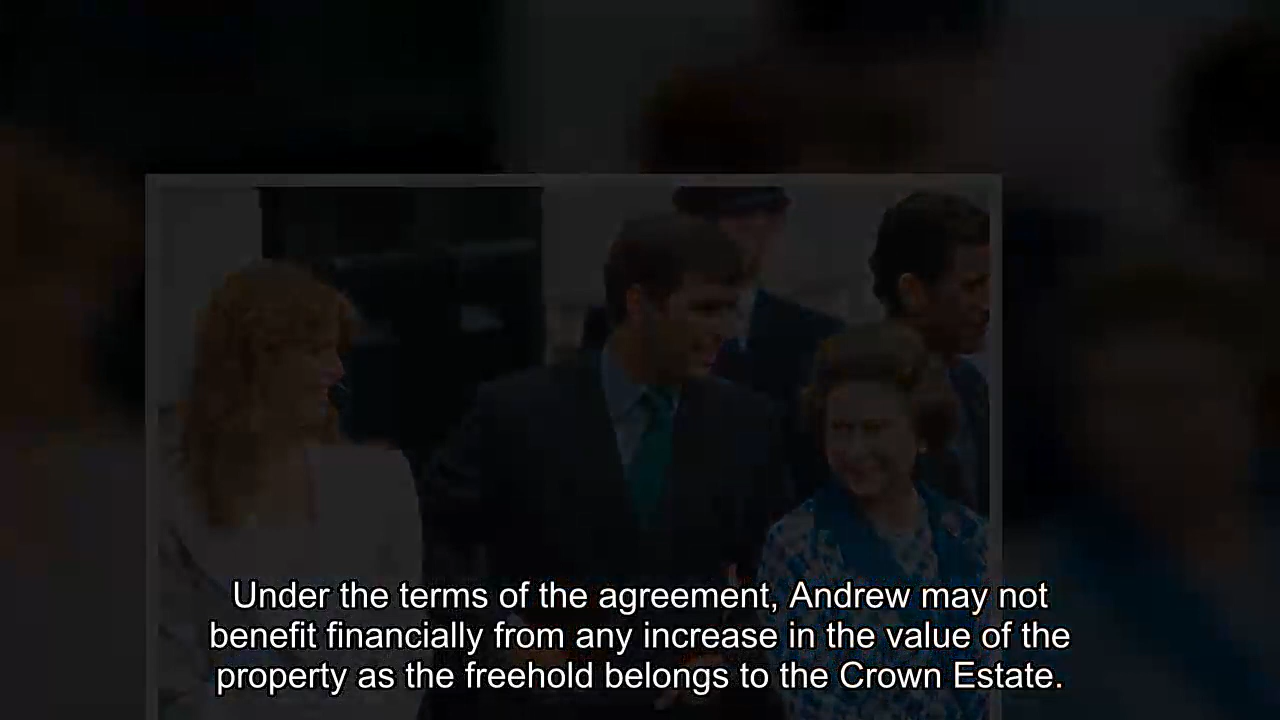 Under the terms of the agreement, Andrew may not
benefit financially from any increase in the value of the
property as the freehold belongs to the Crown Estate.